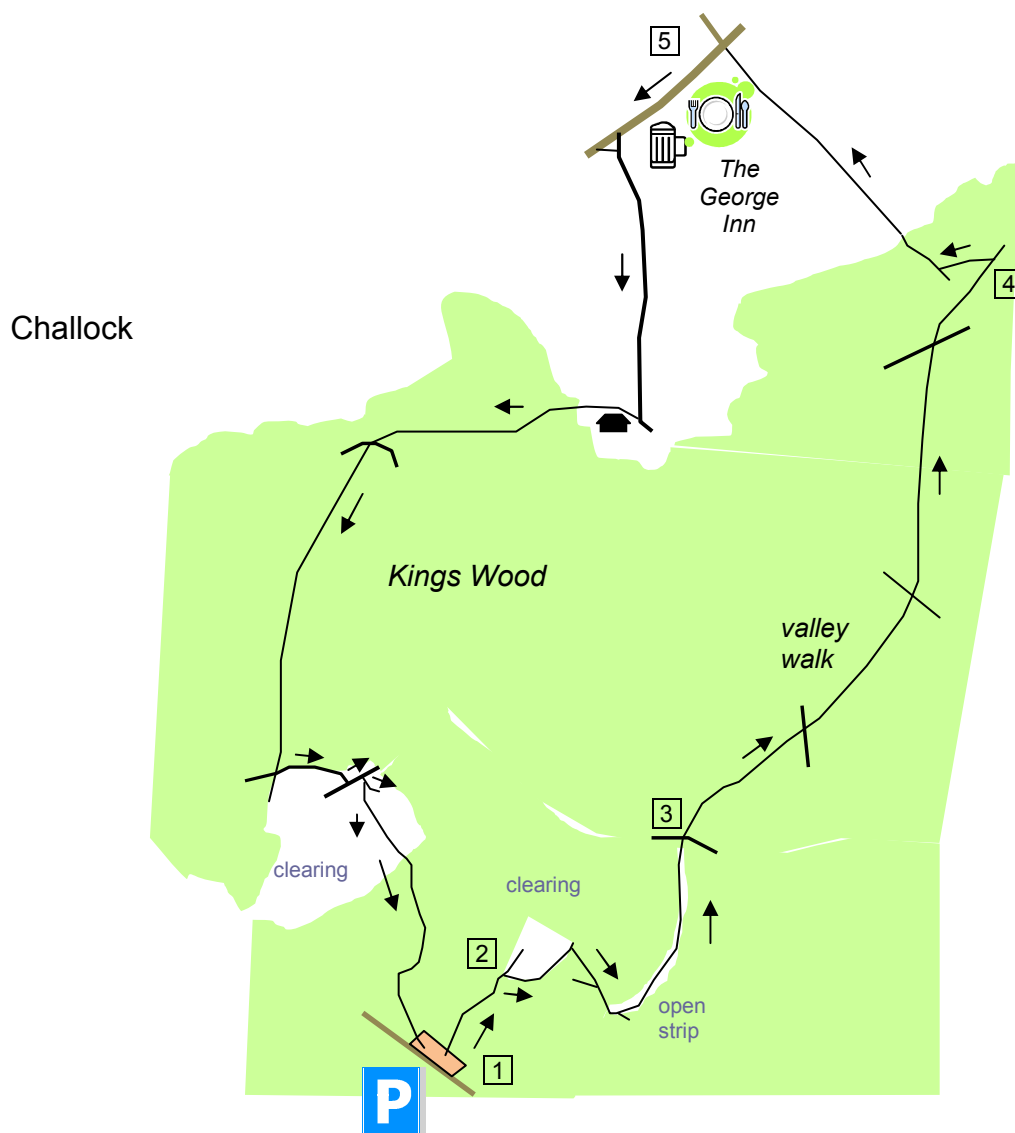 5
The
George
Inn
4
Challock
Kings Wood
valley
walk
3
clearing
clearing
2
open
strip
1
P